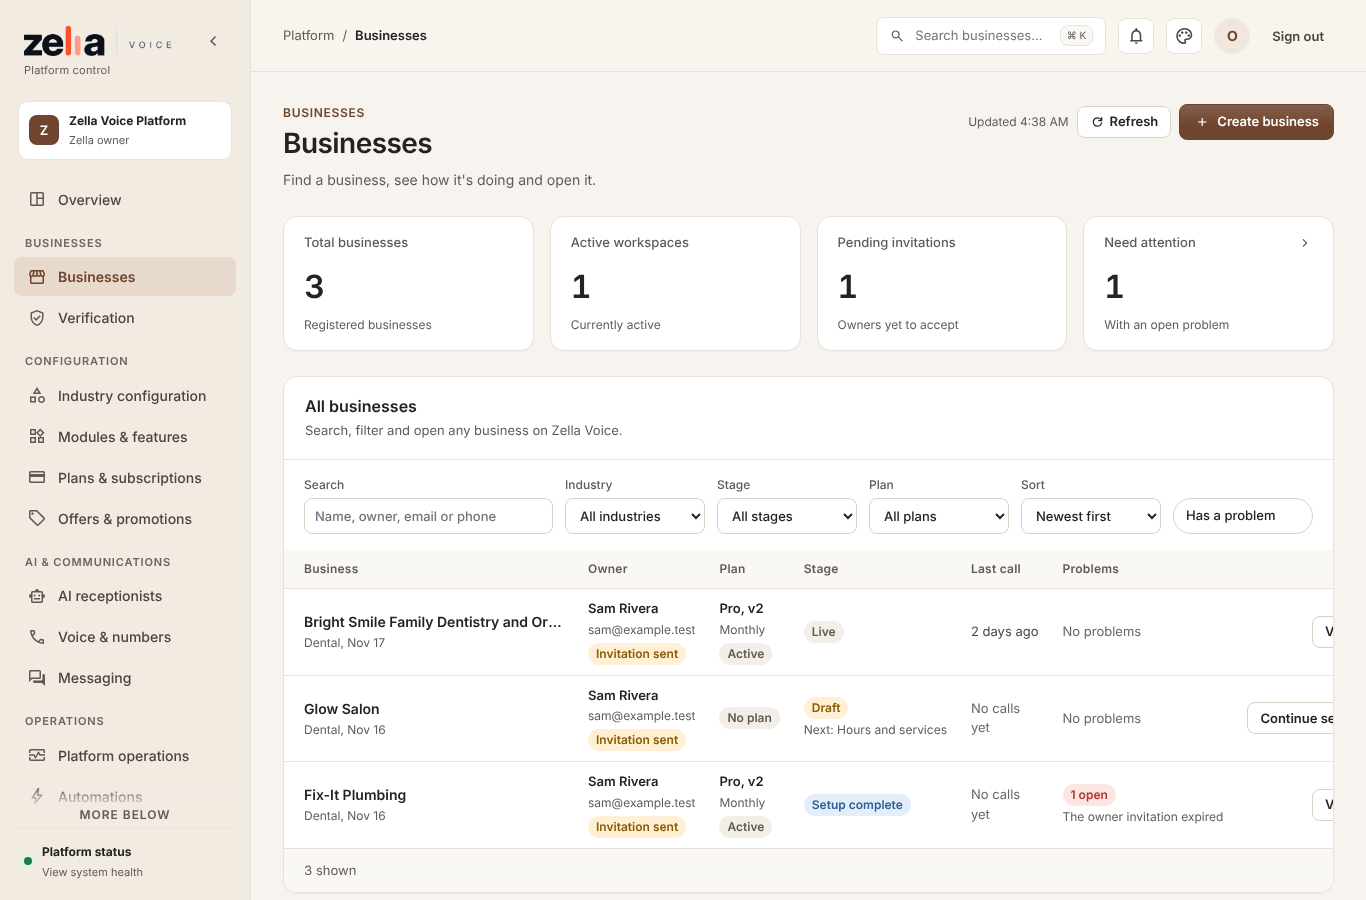 zella VOICE
Platform control
Z
Zella Voice Platform
Zella owner
Overview
BUSINESSES
Businesses
Verification
CONFIGURATION
Industry configuration
Modules & features
Plans & subscriptions
Offers & promotions
AI & COMMUNICATIONS
AI receptionists
Voice & numbers
Messaging
OPERATIONS
Platform operations
Automations
MORE BELOW
Platform status
View system health
Platform / Businesses
Search businesses... ⌘ K
O
Sign out
BUSINESSES
Businesses
Find a business, see how it's doing and open it.
Updated 4:38 AM
Refresh
+ Create business
Total businesses
3
Registered businesses
Active workspaces
1
Currently active
Pending invitations
1
Owners yet to accept
Need attention
1
With an open problem
All businesses
Search, filter and open any business on Zella Voice.
Search
Name, owner, email or phone
Industry
All industries
Stage
All stages
Plan
All plans
Sort
Newest first
Has a problem
Business Owner Plan Stage Last call Problems
Bright Smile Family Dentistry and Or...
Dental, Nov 17
Sam Rivera
sam@example.test
Invitation sent
Pro, v2
Monthly
Active
Live
2 days ago
No problems
V
Glow Salon
Dental, Nov 16
Sam Rivera
sam@example.test
Invitation sent
No plan
Draft
Next: Hours and services
No calls
yet
No problems
Continue se
Fix-It Plumbing
Dental, Nov 16
Sam Rivera
sam@example.test
Invitation sent
Pro, v2
Monthly
Active
Setup complete
No calls
yet
1 open
The owner invitation expired
V
3 shown